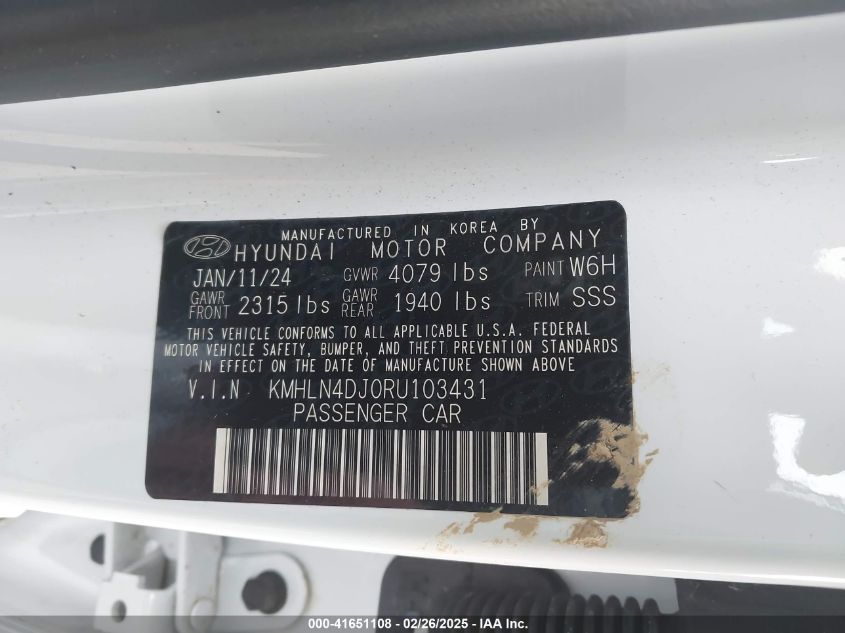 MANUFACTURED IN KOREA BY
HYUNDAI MOTOR COMPANY
JAN/11/24 GVWR 4079 lbs PAINT W6H
GAWR FRONT 2315 lbs GAWR REAR 1940 lbs TRIM SSS
THIS VEHICLE CONFORMS TO ALL APPLICABLE U.S.A. FEDERAL
MOTOR VEHICLE SAFETY, BUMPER, AND THEFT PREVENTION STANDARDS
IN EFFECT ON THE DATE OF MANUFACTURE SHOWN ABOVE
V.I.N KMHLN4DJ0RU103431
PASSENGER CAR
000-41651108 - 02/26/2025 - IAA Inc.